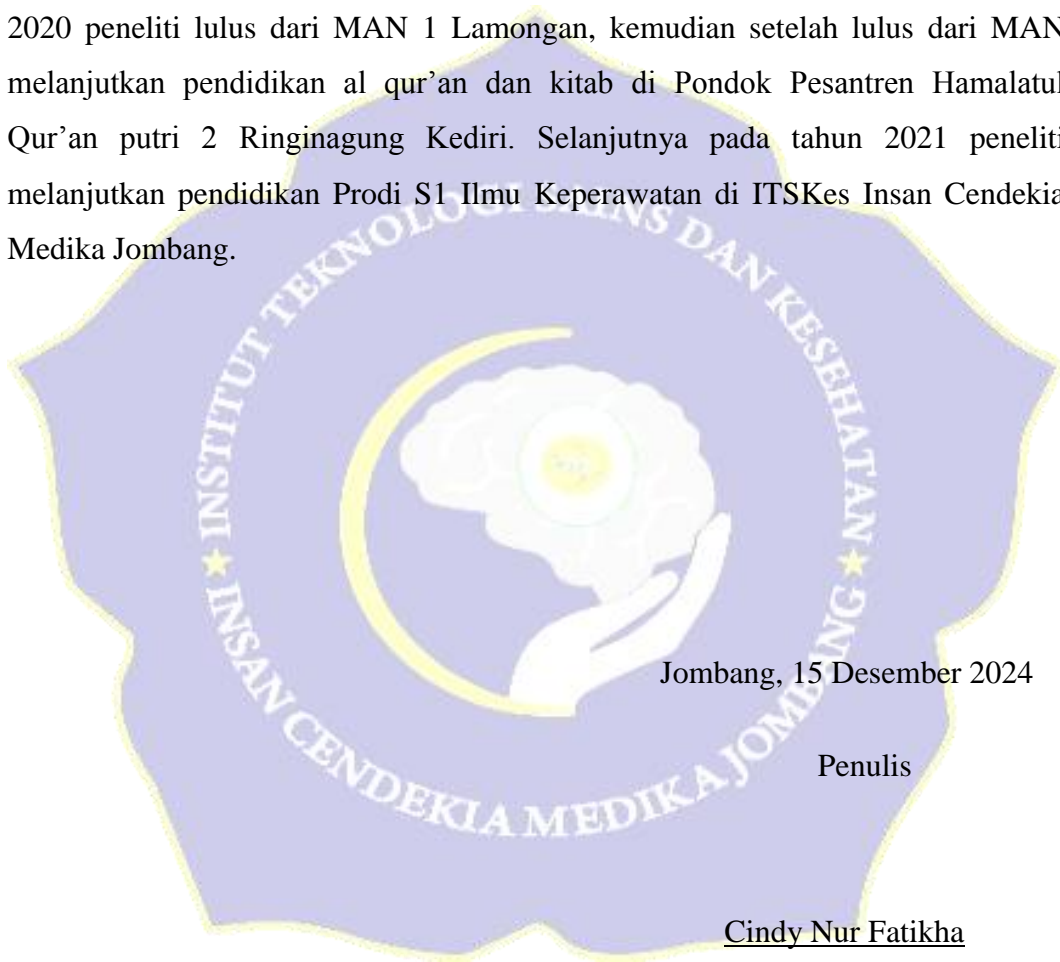 2020 peneliti lulus dari MAN 1 Lamongan, kemudian setelah lulus dari MAN
melanjutkan pendidikan al qur’an dan kitab di Pondok Pesantren Hamalatul
Qur’an putri 2 Ringinagung Kediri. Selanjutnya pada tahun 2021 peneliti
melanjutkan pendidikan Prodi S1 Ilmu Keperawatan di ITSKes Insan Cendekia
Medika Jombang.
INSTITUT TEKNOLOGI SAINS DAN KESEHATAN
INSAN CENDEKIA MEDIKA JOMBANG
Jombang, 15 Desember 2024
Penulis
Cindy Nur Fatikha